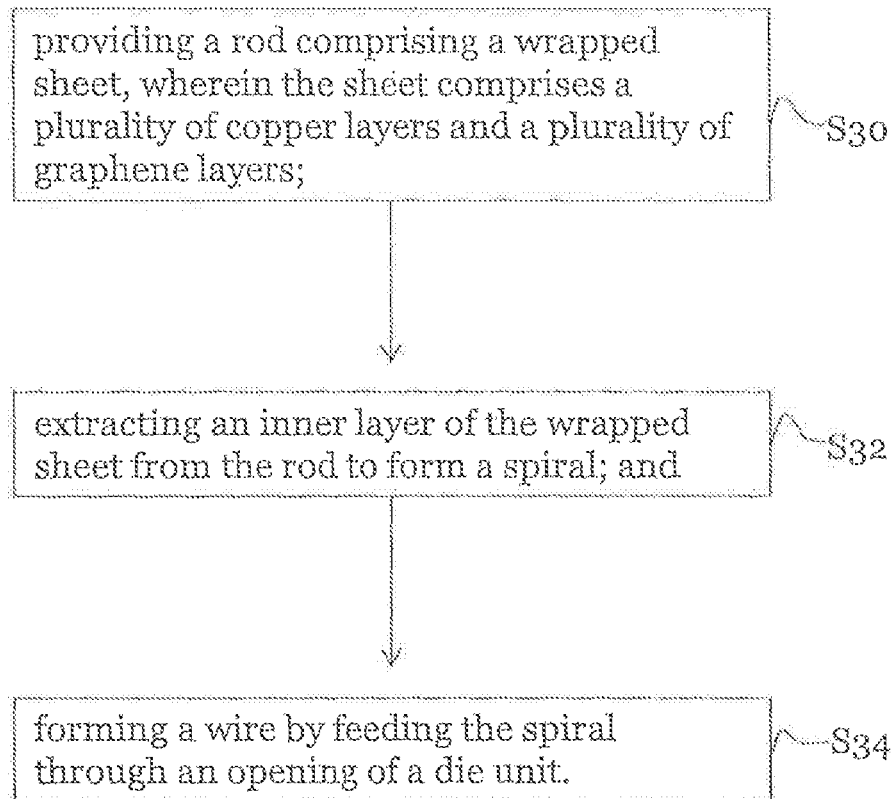 providing a rod comprising a wrapped
sheet, wherein the sheet comprises a
plurality of copper layers and a plurality of
graphene layers;
S30
extracting an inner layer of the wrapped
sheet from the rod to form a spiral; and
S32
forming a wire by feeding the spiral
through an opening of a die unit.
S34